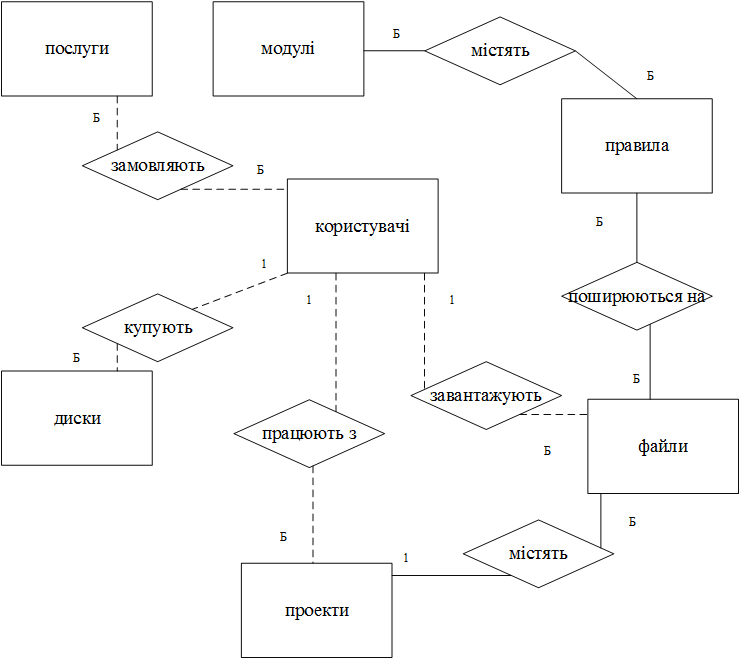 послуги
модулі
Б
містять
Б
правила
Б
замовляють
Б
користувачі
Б
1
1
1
поширюються на
купують
Б
Б
диски
завантажують
працюють з
Б
файли
Б
Б
1
містять
проекти